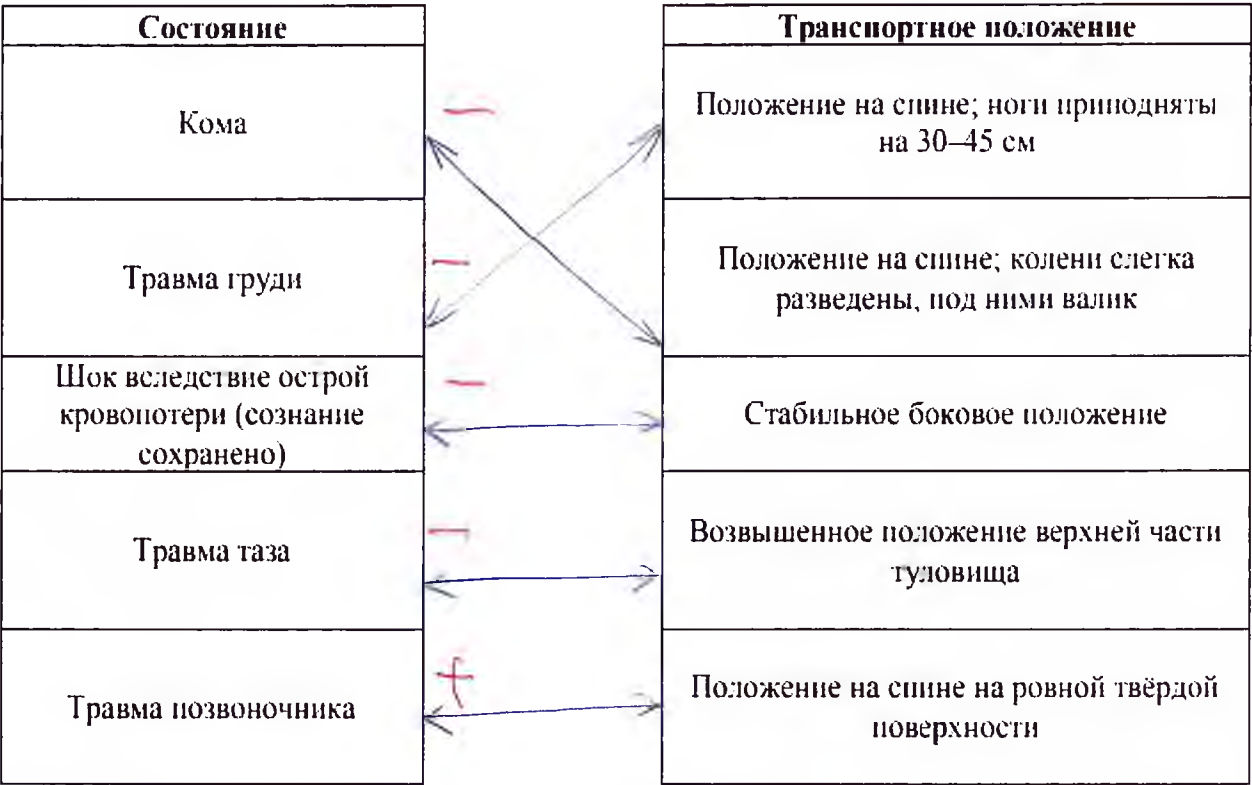 Состояние
Транспортное положение
Кома
—
Положение на спине; ноги приподняты
на 30–45 см
Травма груди
—
Положение на спине; колени слегка
разведены, под ними валик
Шок вследствие острой
кровопотери (сознание
сохранено)
—
Стабильное боковое положение
Травма таза
—
Возвышенное положение верхней части
туловища
Травма позвоночника
+
Положение на спине на ровной твёрдой
поверхности